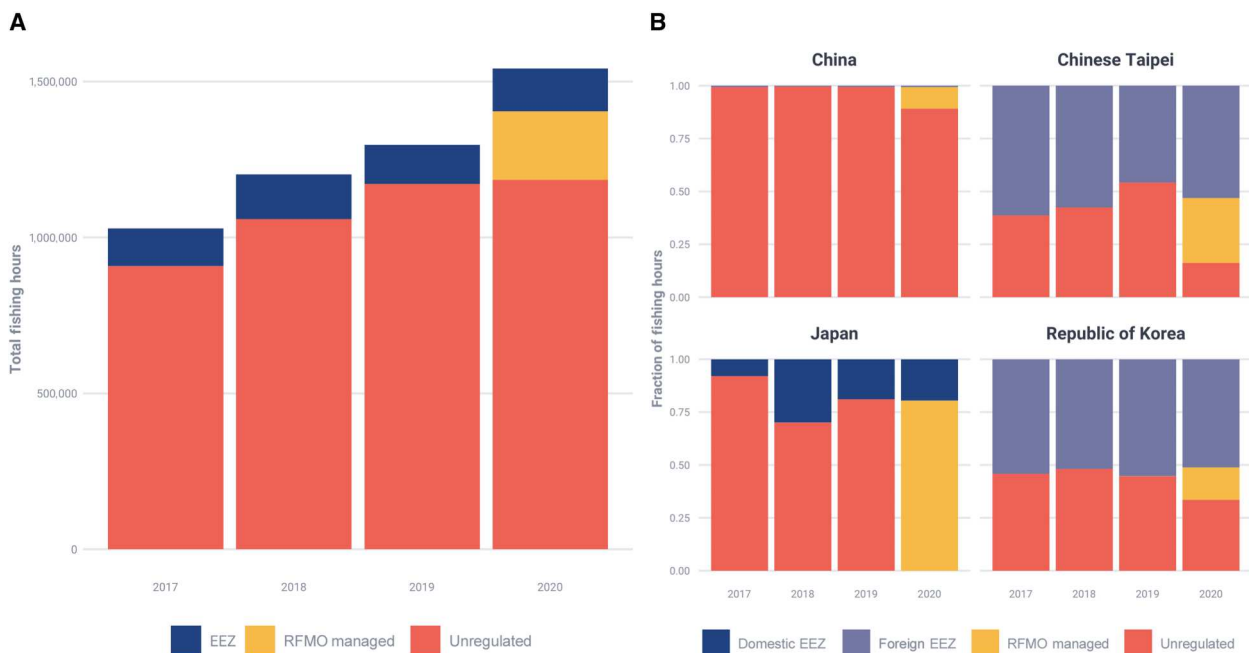 A
Total fishing hours
1,500,000
1,000,000
500,000
0
2017 2018 2019 2020
EEZ RFMO managed Unregulated
B
Fraction of fishing hours
China
1.00
0.75
0.50
0.25
0.00
Chinese Taipei
Japan
1.00
0.75
0.50
0.25
0.00
2017 2018 2019 2020
Republic of Korea
2017 2018 2019 2020
Domestic EEZ Foreign EEZ RFMO managed Unregulated